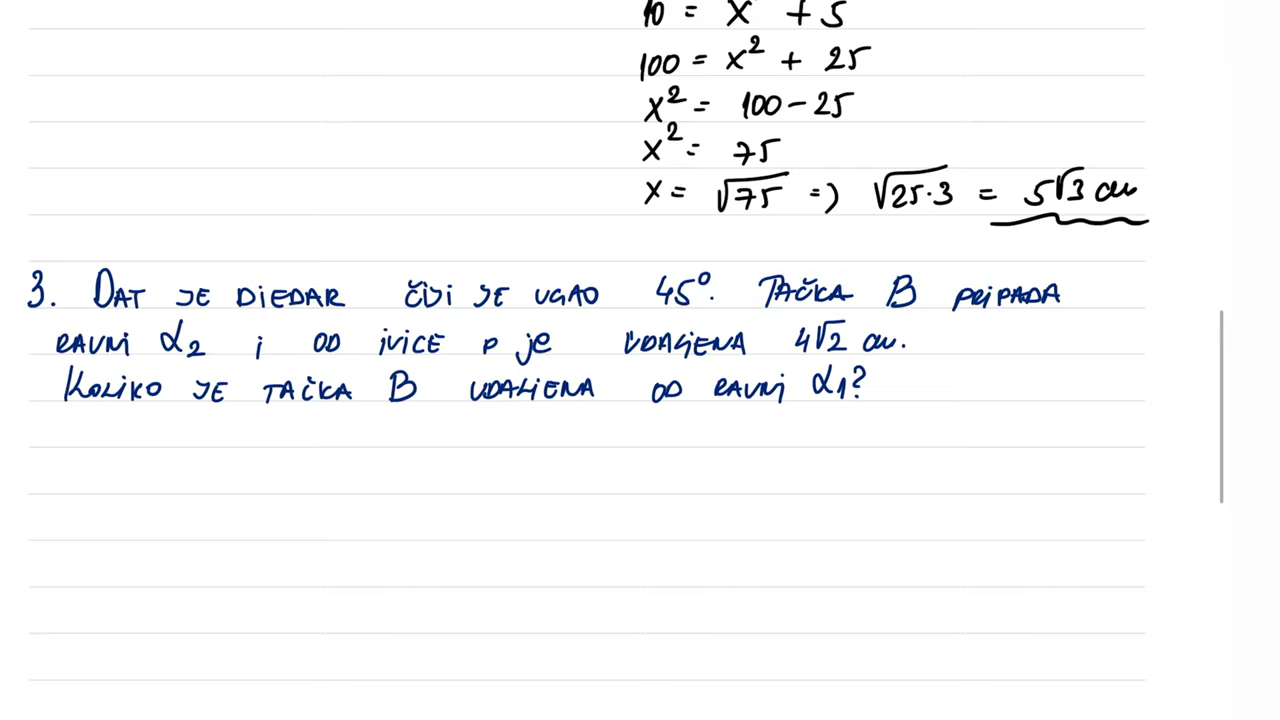 10 = x + 5
100 = x² + 25
x² = 100 - 25
x² = 75
x = √75 => √25·3 = 5√3 cm
3. DAT JE DIEDAR ČIJI JE UGAO 45°. TAČKA B PRIPADA
RAVNI α₂ i OD IVICE P je UDALJENA 4√2 cm.
KOLIKO JE TAČKA B UDALJENA OD RAVNI α₁?